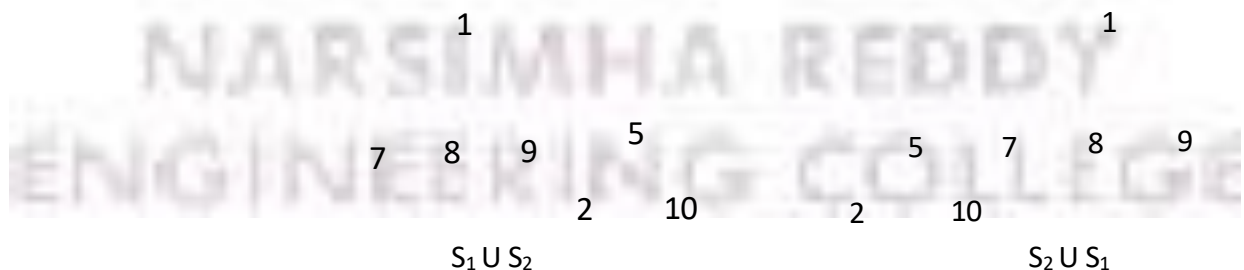 1 1
NARSIMHA REDDY
5 5 7 8 9
7 8 9
ENGINEERING COLLEGE
2 10 2 10
S₁ U S₂ S₂ U S₁